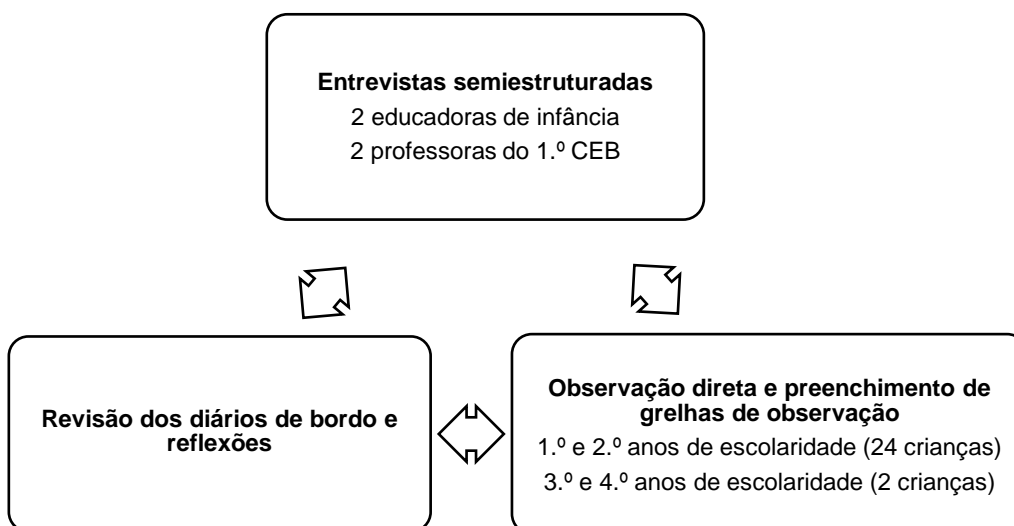 Entrevistas semiestruturadas
2 educadoras de infância
2 professoras do 1.º CEB
Revisão dos diários de bordo e
reflexões
Observação direta e preenchimento de
grelhas de observação
1.º e 2.º anos de escolaridade (24 crianças)
3.º e 4.º anos de escolaridade (2 crianças)